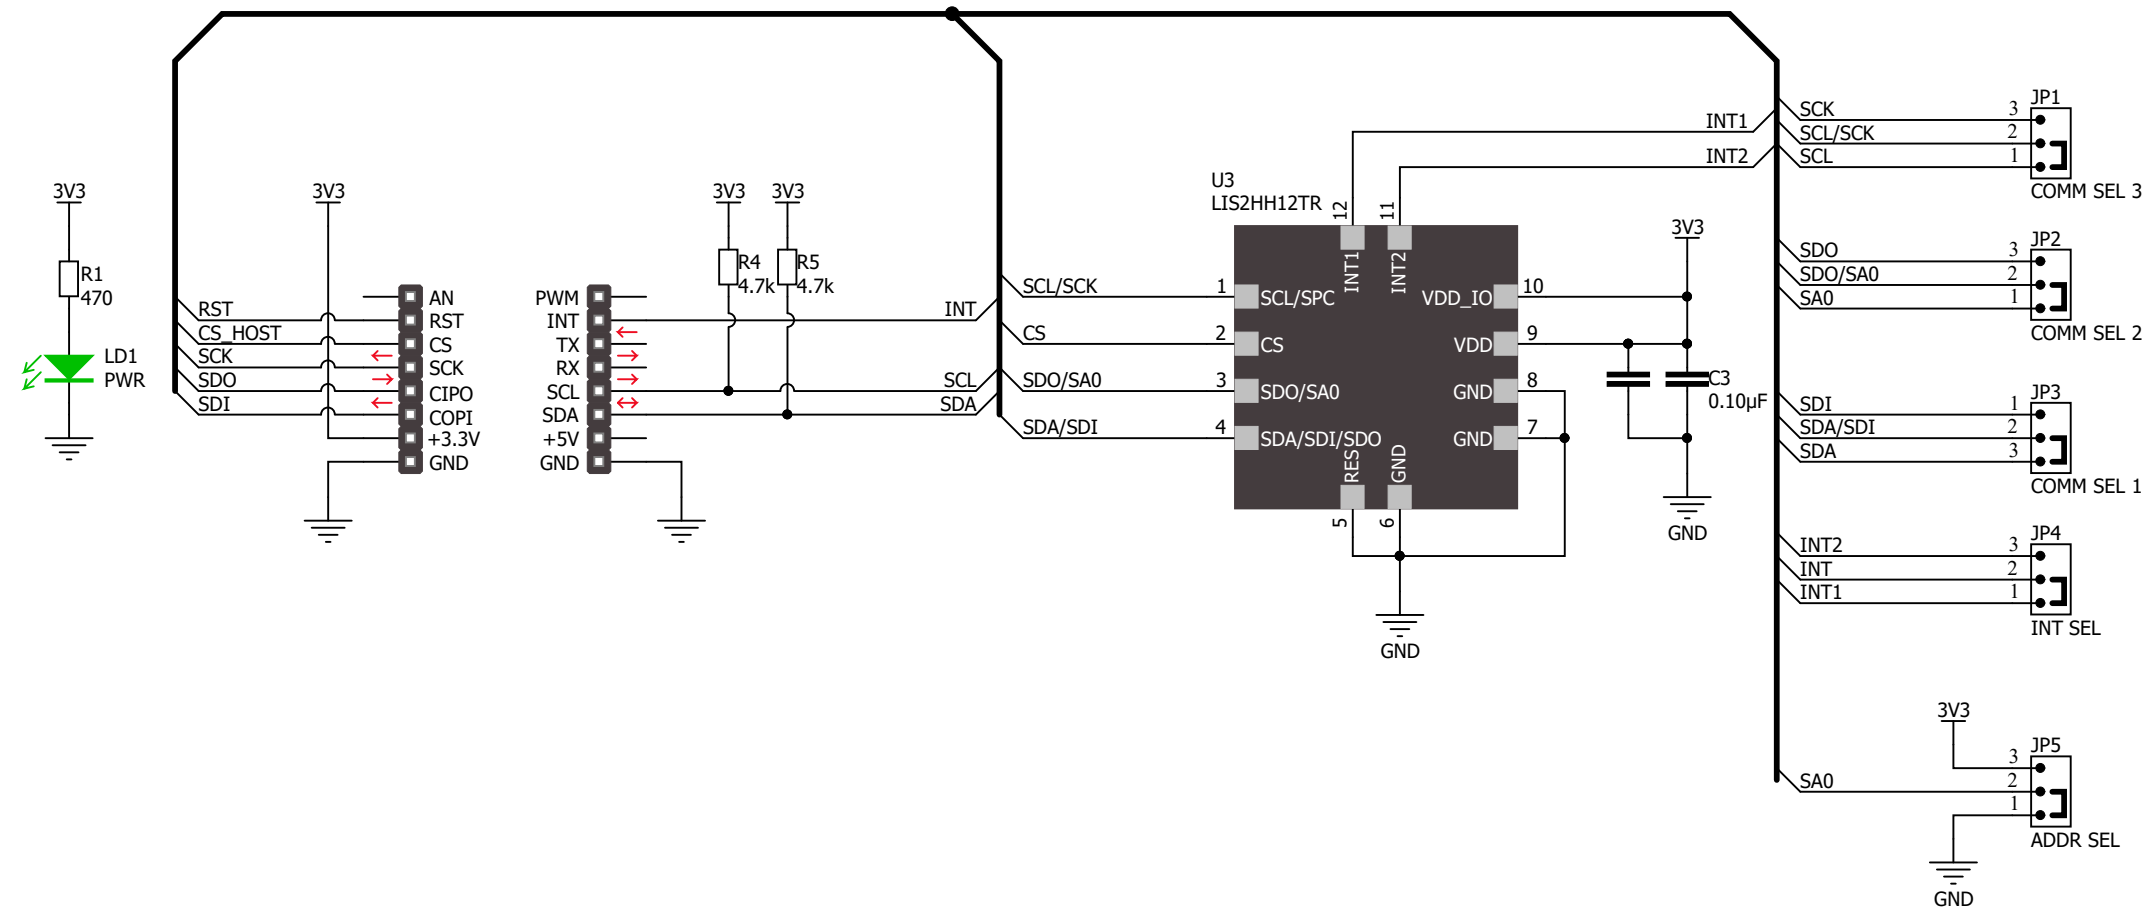 3V3
R1
470
LD1
PWR
RST
CS_HOST
SCK
SDO
SDI
3V3
AN
RST
CS
SCK
CIPO
COPI
+3.3V
GND
PWM
INT
TX
RX
SCL
SDA
+5V
GND
3V3
3V3
R4
4.7k
R5
4.7k
INT
SCL
SDA
SCL/SCK
CS
SDO/SA0
SDA/SDI
U3
LIS2HH12TR
1
2
3
4
12
11
INT1
INT2
SCL/SPC
CS
SDO/SA0
SDA/SDI/SDO
RES
GND
5
6
VDD_IO
VDD
GND
GND
10
9
8
7
GND
INT1
INT2
3V3
C3
0.10µF
GND
JP1
SCK 3
SCL/SCK 2
SCL 1
COMM SEL 3
JP2
SDO 3
SDO/SA0 2
SA0 1
COMM SEL 2
JP3
SDI 1
SDA/SDI 2
SDA 3
COMM SEL 1
JP4
INT2 3
INT 2
INT1 1
INT SEL
3V3
JP5
3
SA0 2
1
ADDR SEL
GND